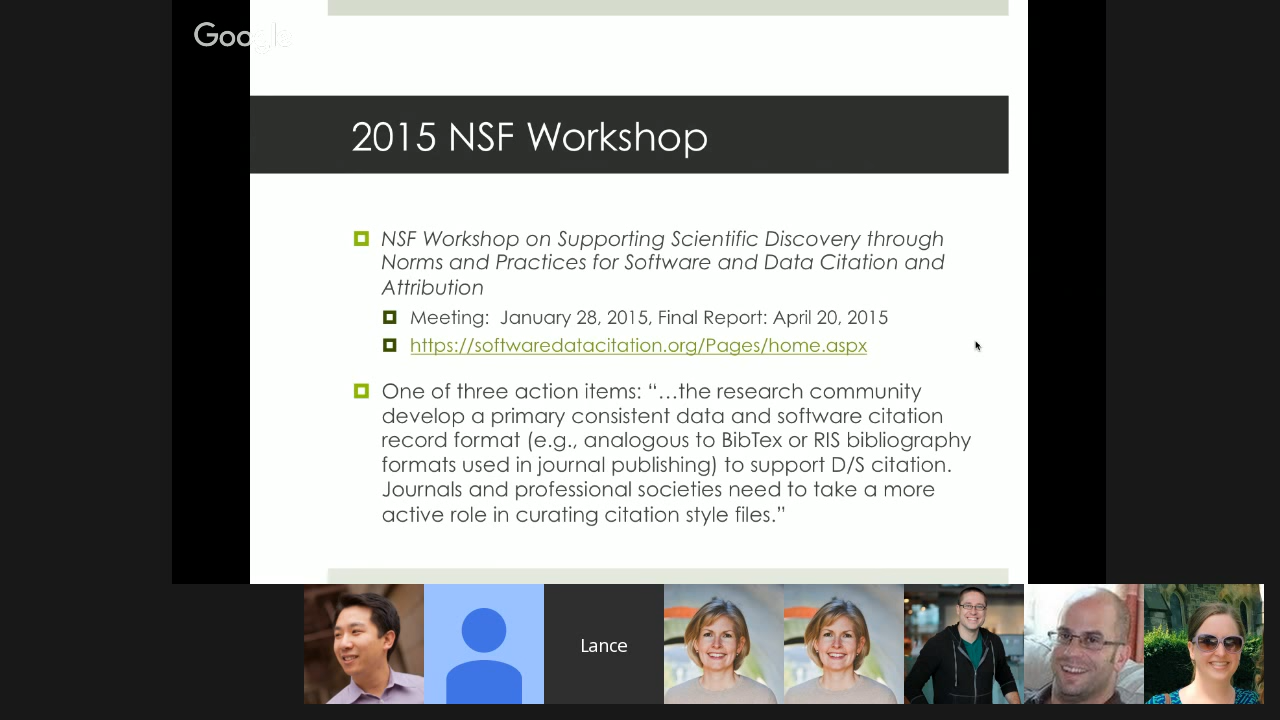 Google
2015 NSF Workshop
NSF Workshop on Supporting Scientific Discovery through
Norms and Practices for Software and Data Citation and
Attribution
Meeting:  January 28, 2015, Final Report: April 20, 2015
https://softwaredatacitation.org/Pages/home.aspx
One of three action items: “…the research community
develop a primary consistent data and software citation
record format (e.g., analogous to BibTex or RIS bibliography
formats used in journal publishing) to support D/S citation.
Journals and professional societies need to take a more
active role in curating citation style files.”
Lance